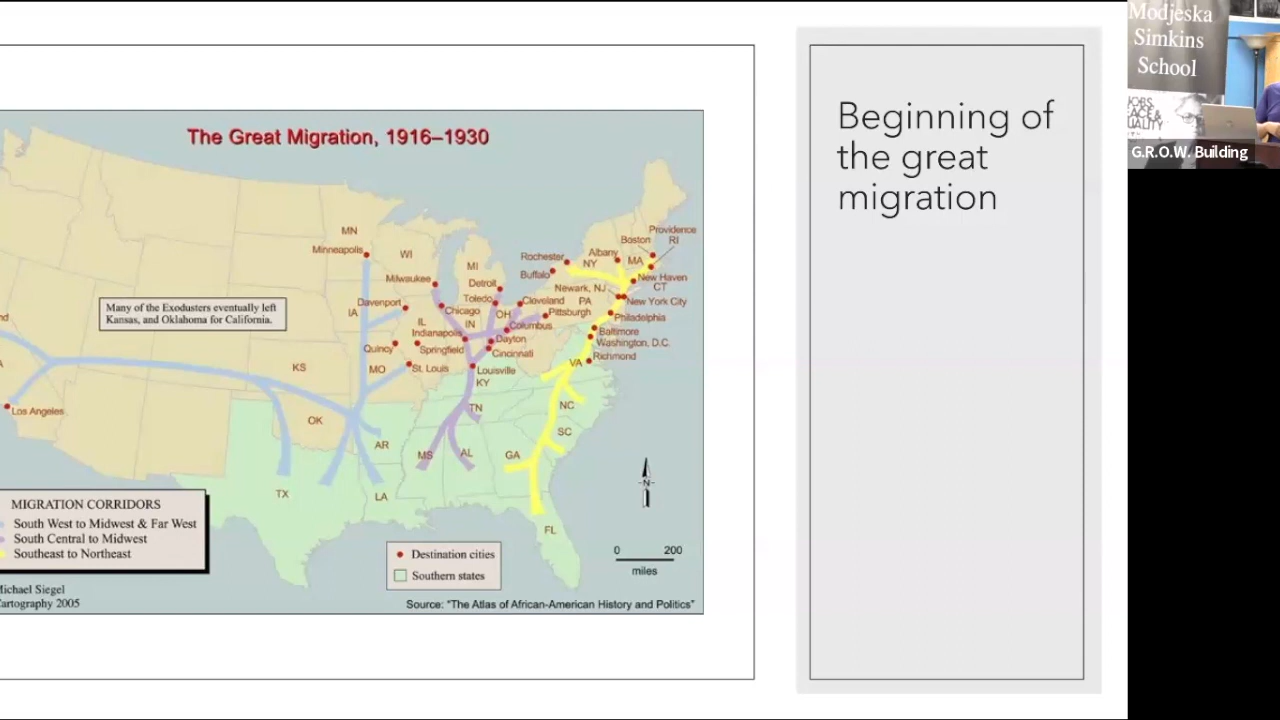 The Great Migration, 1916–1930
MN
Minneapolis
WI
MI
Milwaukee
Detroit
Rochester
Buffalo
Albany
NY
Boston
MA
Providence
RI
New Haven
CT
Newark, NJ
New York City
PA
Many of the Exodusters eventually left
Kansas, and Oklahoma for California.
Davenport
IA
Chicago
Toledo
Cleveland
OH
Pittsburgh
Philadelphia
IL
IN
Indianapolis
Columbus
Dayton
Cincinnati
Baltimore
Washington, D.C.
Richmond
VA
Quincy
Springfield
KS
MO
St. Louis
Louisville
KY
Los Angeles
OK
AR
TN
NC
SC
MS
AL
GA
TX
LA
FL
N
MIGRATION CORRIDORS
South West to Midwest & Far West
South Central to Midwest
Southeast to Northeast
Destination cities
Southern states
0 200
miles
Michael Siegel
Cartography 2005
Source: "The Atlas of African-American History and Politics"
Beginning of
the great
migration
Modjeska
Simkins
School
G.R.O.W. Building